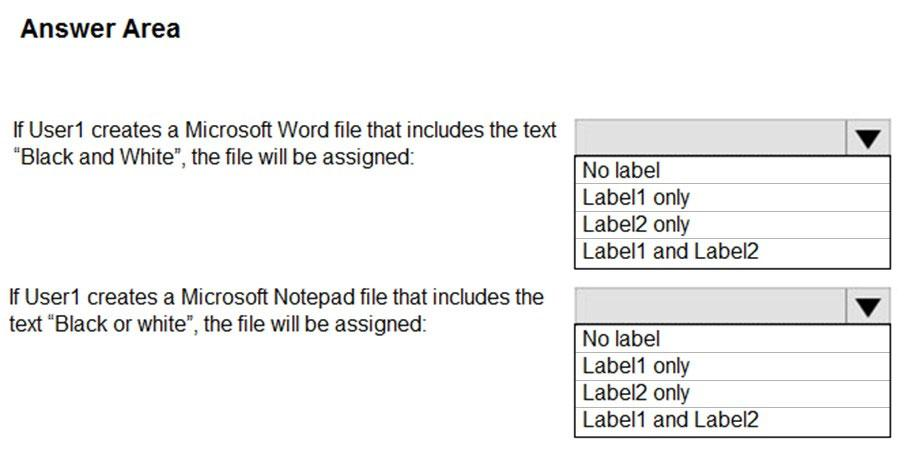 Answer Area
If User1 creates a Microsoft Word file that includes the text
“Black and White”, the file will be assigned:
No label
Label1 only
Label2 only
Label1 and Label2
If User1 creates a Microsoft Notepad file that includes the
text “Black or white”, the file will be assigned:
No label
Label1 only
Label2 only
Label1 and Label2